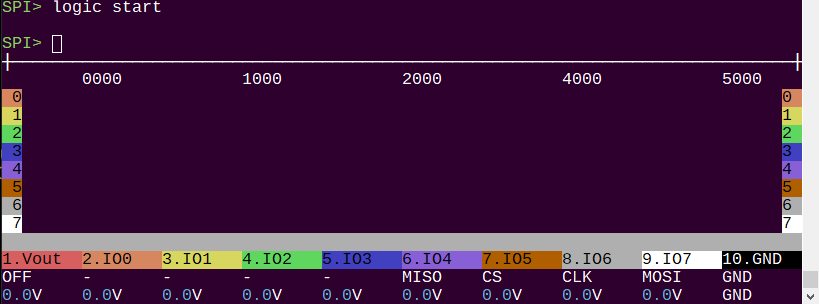 SPI> logic start
SPI>
0000 1000 2000 4000 5000
0 0
1 1
2 2
3 3
4 4
5 5
6 6
7 7
1.Vout 2.IO0 3.IO1 4.IO2 5.IO3 6.IO4 7.IO5 8.IO6 9.IO7 10.GND
OFF - - - - MISO CS CLK MOSI GND
0.0V 0.0V 0.0V 0.0V 0.0V 0.0V 0.0V 0.0V 0.0V GND